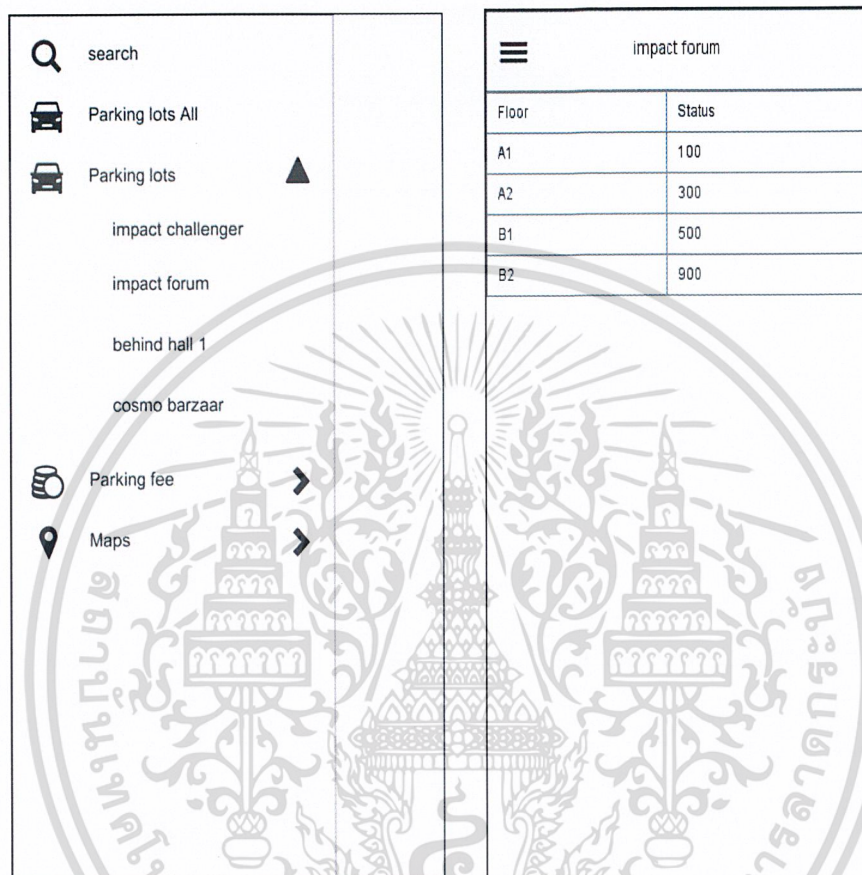 search
Parking lots All
Parking lots
impact challenger
impact forum
behind hall 1
cosmo barzaar
Parking fee
Maps
impact forum
Floor Status
A1 100
A2 300
B1 500
B2 900